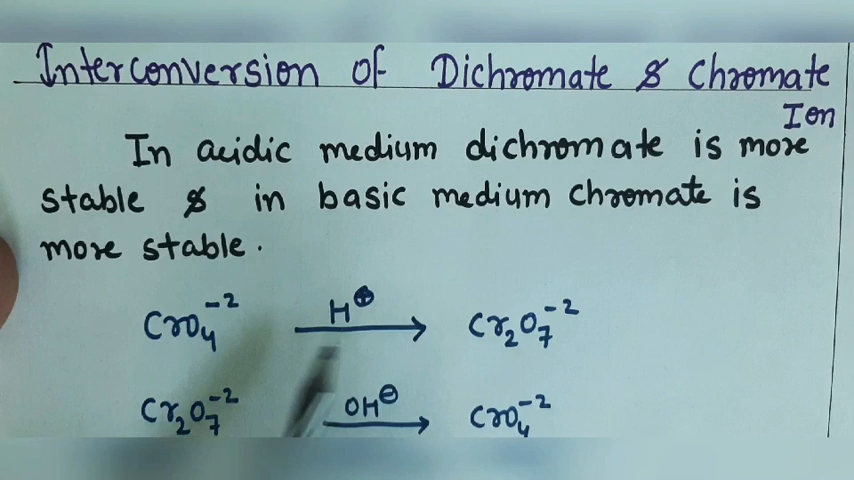 Interconversion of Dichromate & Chromate
Ion
In acidic medium dichromate is more
stable & in basic medium chromate is
more stable.
CrO₄⁻² H⊕ → Cr₂O₇⁻²
Cr₂O₇⁻² OH⊖ → CrO₄⁻²